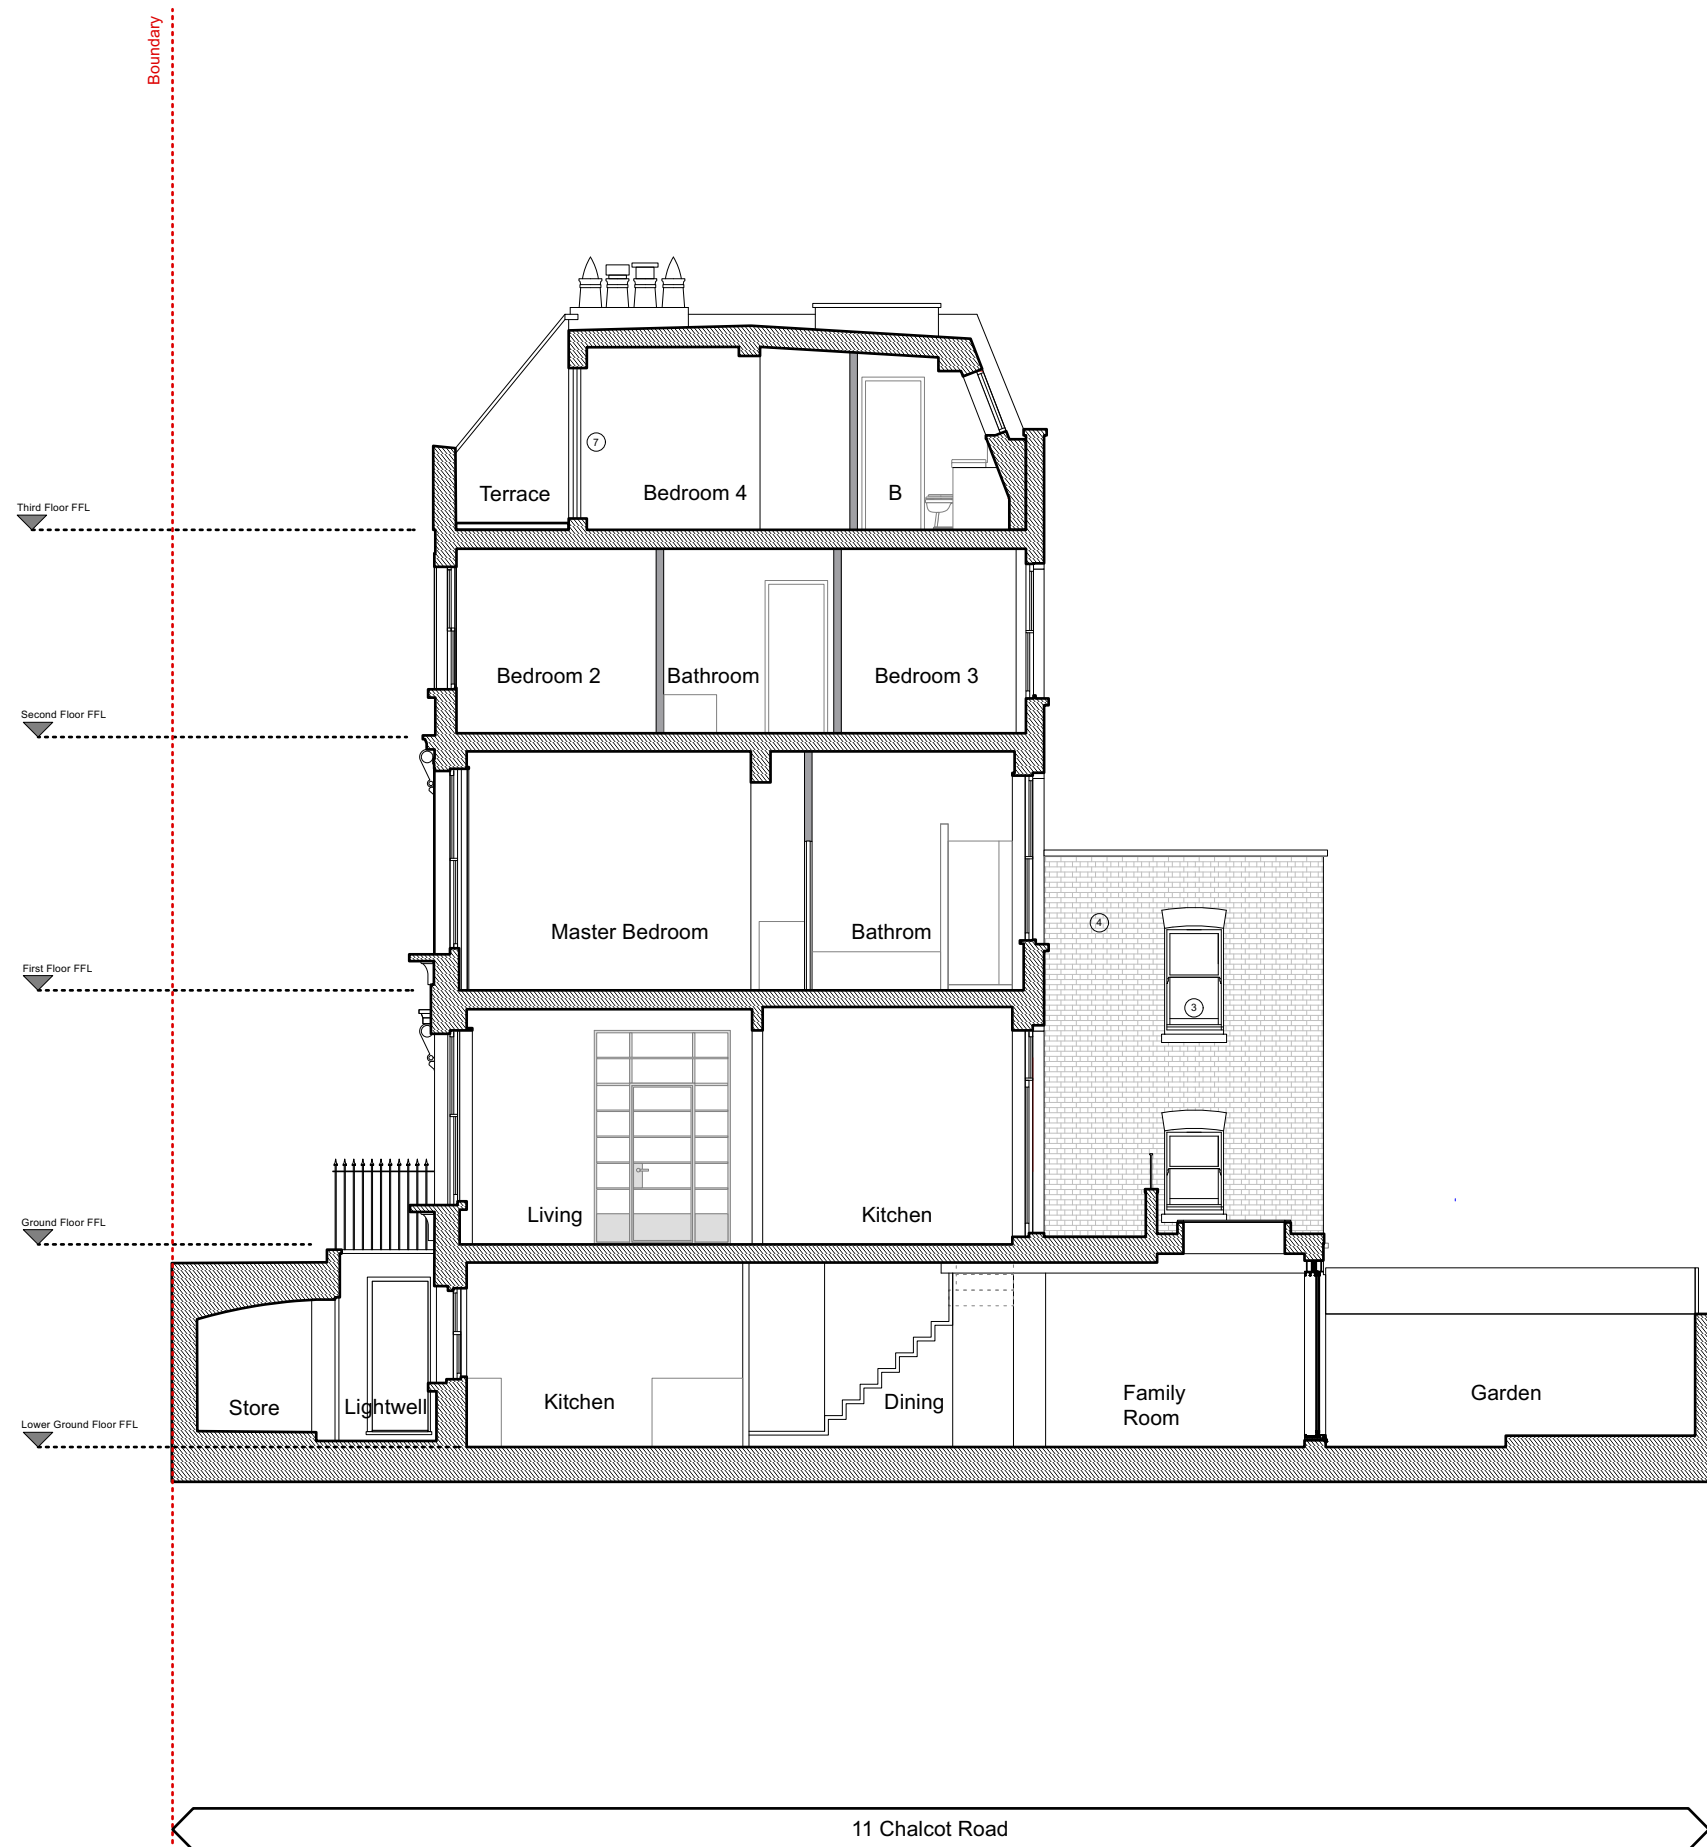 Boundary
7
Terrace
Bedroom 4
B
Third Floor FFL
Bedroom 2
Bathroom
Bedroom 3
Second Floor FFL
Master Bedroom
Bathrom
4
First Floor FFL
3
Living
Kitchen
Ground Floor FFL
Store
Lightwell
Kitchen
Dining
Family
Room
Garden
Lower Ground Floor FFL
11 Chalcot Road